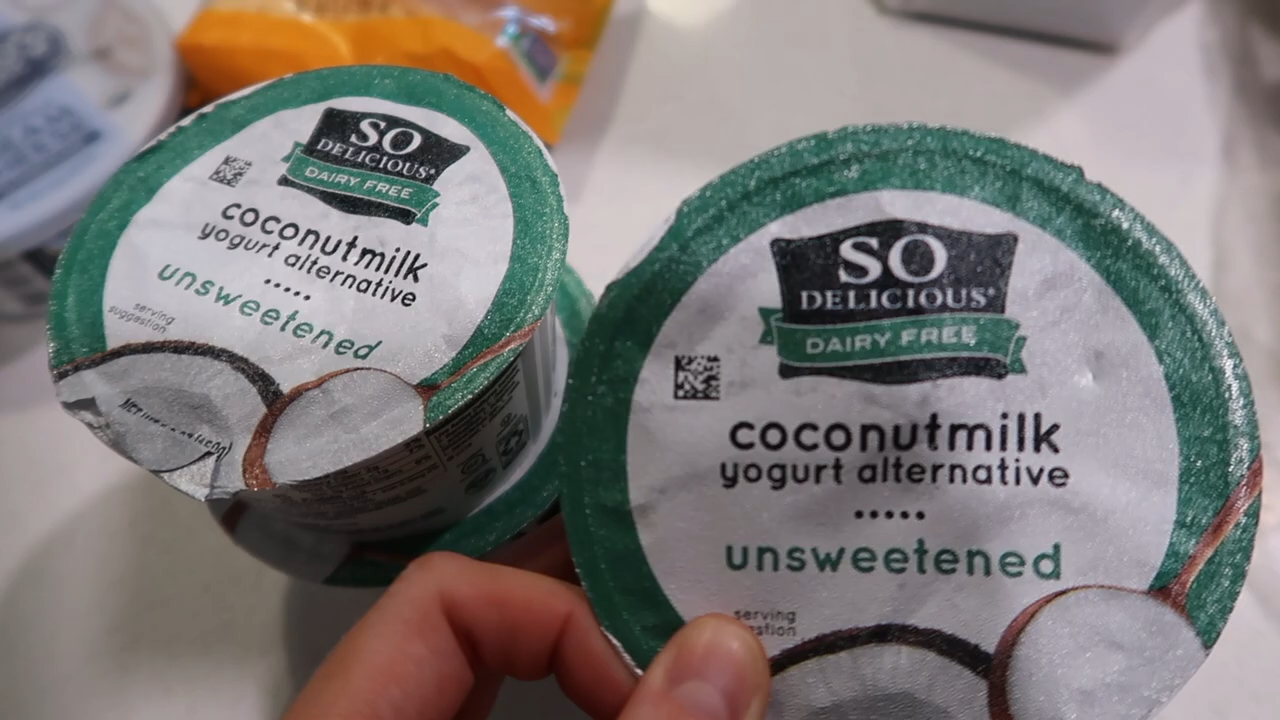 SO
DELICIOUS
DAIRY FREE
coconutmilk
yogurt alternative
unsweetened
serving
suggestion
SO
DELICIOUS
DAIRY FREE
coconutmilk
yogurt alternative
unsweetened
serving